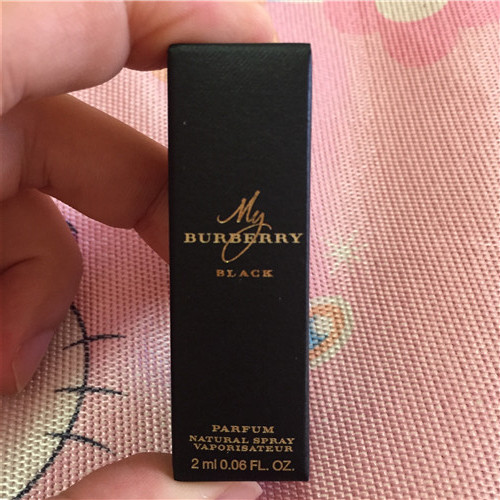 My
BURBERRY
BLACK
PARFUM
NATURAL SPRAY
VAPORISATEUR
2 ml 0.06 FL. OZ.